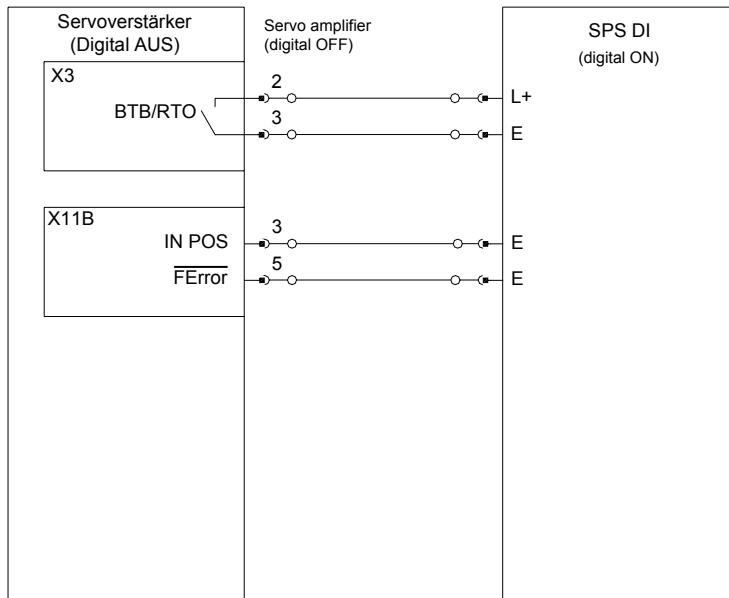 Servoverstärker
(Digital AUS)
Servo amplifier
(digital OFF)
SPS DI
(digital ON)
X3
BTB/RTO
2
L+
3
E
X11B
IN POS
3
E
FError
5
E